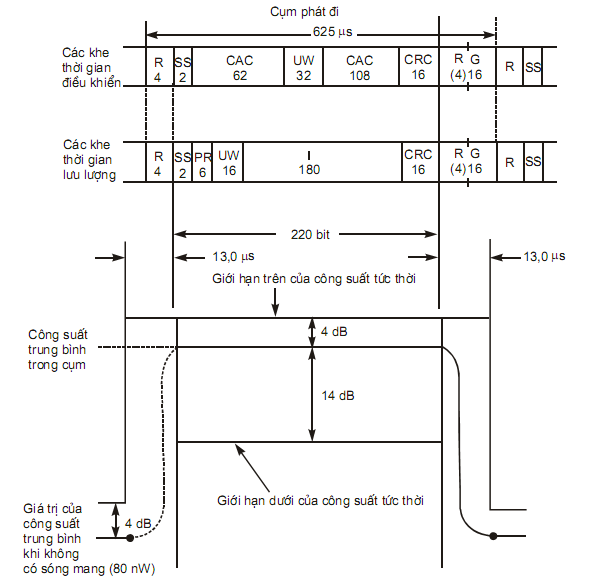 Cụm phát đi
625 µs
Các khe
thời gian
điều khiển
R
4
SS
2
CAC
62
UW
32
CAC
108
CRC
16
R G
(4) 16
R
SS
Các khe
thời gian
lưu lượng
R
4
SS
2
PR
6
UW
16
I
180
CRC
16
R G
(4) 16
R
SS
220 bit
13,0 µs
13,0 µs
Giới hạn trên của công suất tức thời
4 dB
Công suất
trung bình
trong cụm
14 dB
Giới hạn dưới của công suất tức thời
Giá trị của
công suất
trung bình
khi không
có sóng mang (80 nW)
4 dB